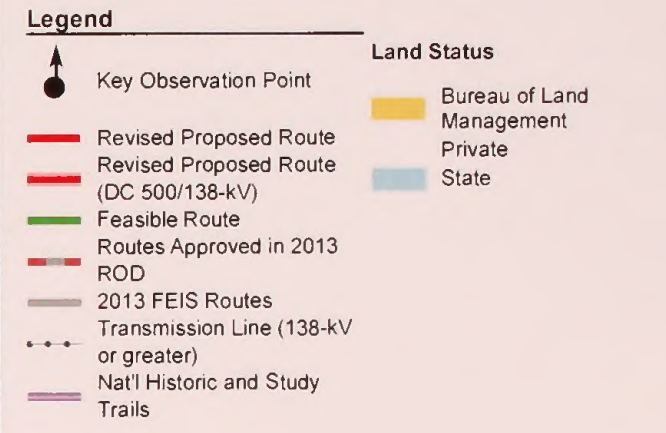 Legend
Key Observation Point
Revised Proposed Route
Revised Proposed Route
(DC 500/138-kV)
Feasible Route
Routes Approved in 2013
ROD
2013 FEIS Routes
Transmission Line (138-kV
or greater)
Nat'l Historic and Study
Trails
Land Status
Bureau of Land
Management
Private
State